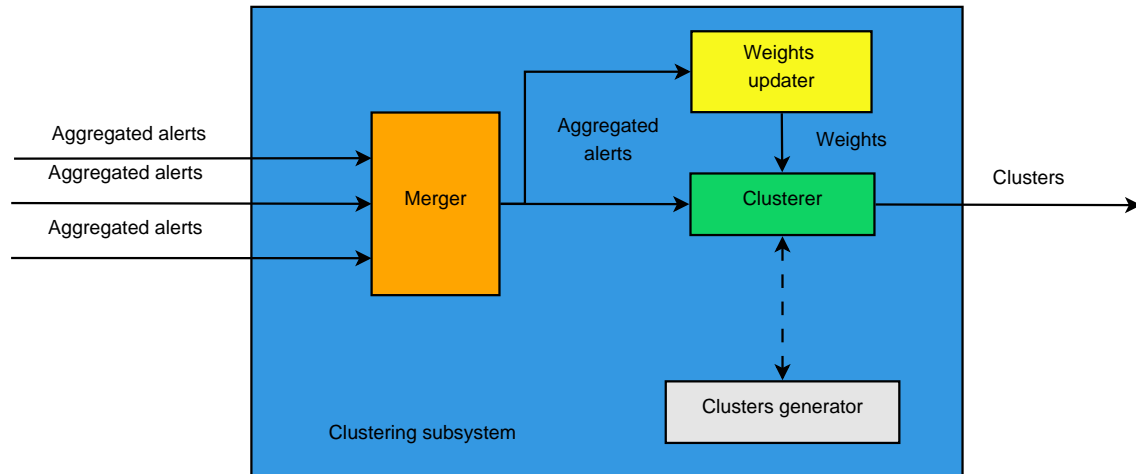 Aggregated alerts
Aggregated alerts
Aggregated alerts
Merger
Aggregated
alerts
Weights
updater
Weights
Clusterer
Clusters
Clusters generator
Clustering subsystem